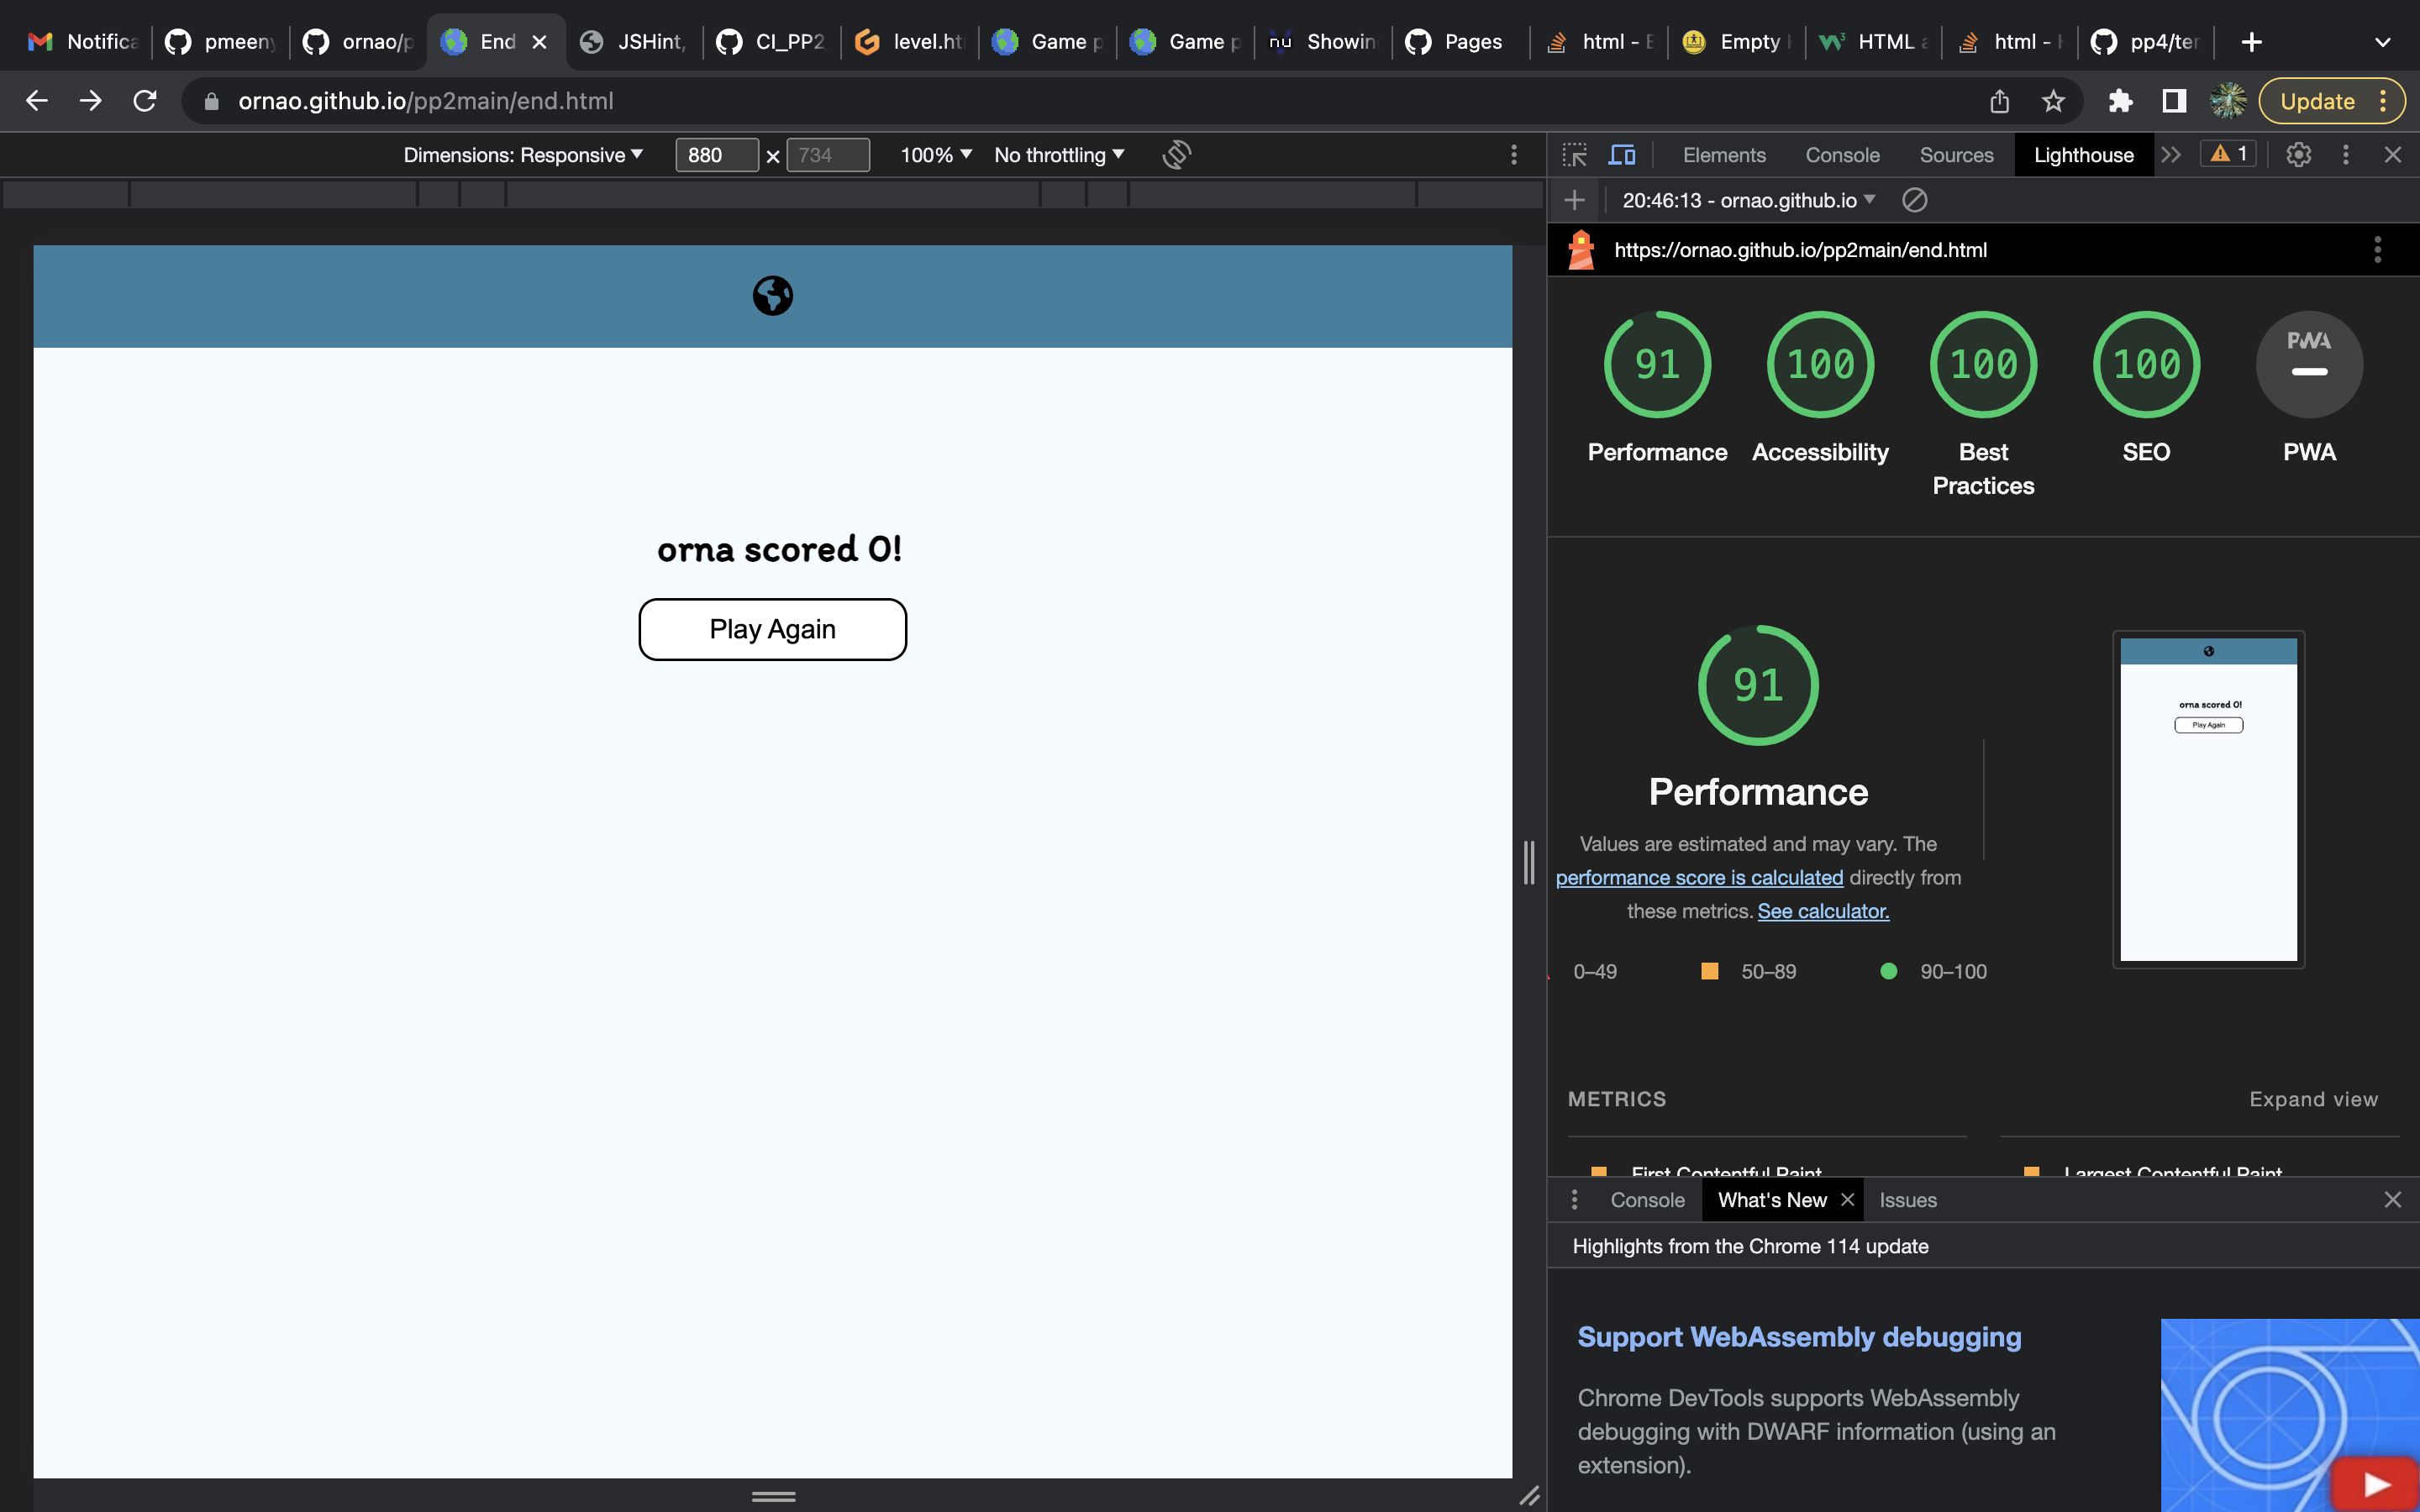 Notifica
pmeeny
ornao/p
End
JSHint,
CI_PP2
level.ht
Game p
Game p
nu Showin
Pages
html - E
Empty
HTML a
html - H
pp4/ter
ornao.github.io/pp2main/end.html
Update
Dimensions: Responsive 880 × 734 100% No throttling
Elements Console Sources Lighthouse 1
20:46:13 - ornao.github.io
https://ornao.github.io/pp2main/end.html
91 100 100 100 PWA
Performance Accessibility Best Practices SEO PWA
orna scored 0!
Play Again
91
Performance
Values are estimated and may vary. The
performance score is calculated directly from
these metrics. See calculator.
0–49 50–89 90–100
orna scored 0!
Play Again
METRICS Expand view
First Contentful Paint Largest Contentful Paint
Console What's New Issues
Highlights from the Chrome 114 update
Support WebAssembly debugging
Chrome DevTools supports WebAssembly
debugging with DWARF information (using an
extension).